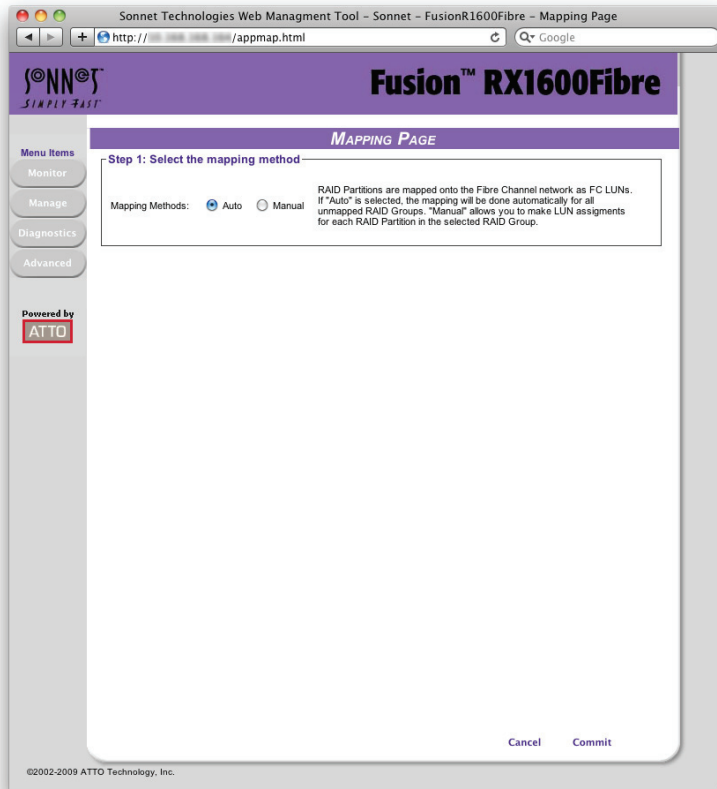 Sonnet Technologies Web Managment Tool – Sonnet – FusionR1600Fibre – Mapping Page
http:// /appmap.html
Google
SONNET
SIMPLY FAST
Fusion™ RX1600Fibre
MAPPING PAGE
Menu Items
Monitor
Manage
Diagnostics
Advanced
Powered by
ATTO
Step 1: Select the mapping method
Mapping Methods: Auto Manual
RAID Partitions are mapped onto the Fibre Channel network as FC LUNs.
If "Auto" is selected, the mapping will be done automatically for all
unmapped RAID Groups. "Manual" allows you to make LUN assigments
for each RAID Partition in the selected RAID Group.
Cancel Commit
©2002-2009 ATTO Technology, Inc.